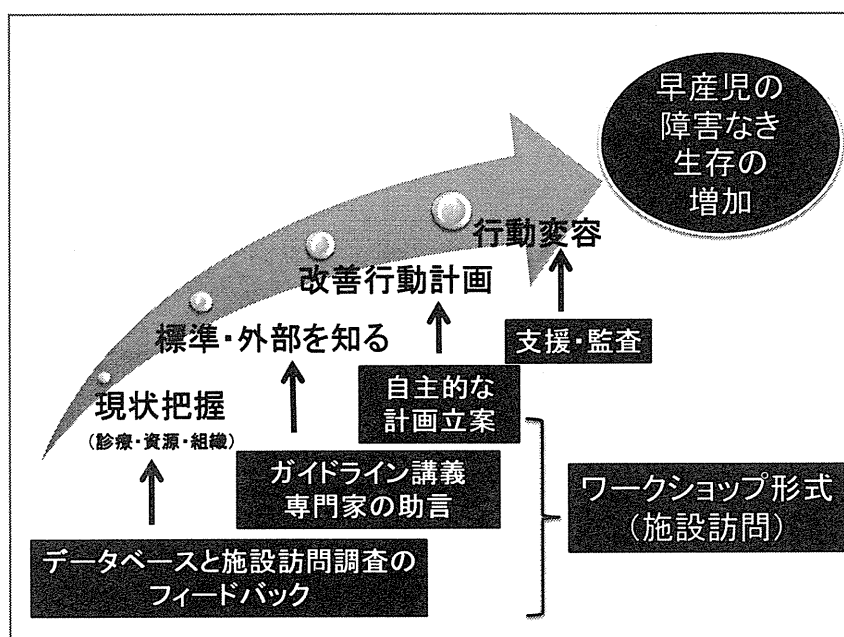 早産児の
障害なき
生存の
増加
行動変容
改善行動計画
標準・外部を知る
現状把握
（診療・資源・組織）
支援・監査
自主的な
計画立案
ガイドライン講義
専門家の助言
データベースと施設訪問調査の
フィードバック
ワークショップ形式
（施設訪問）